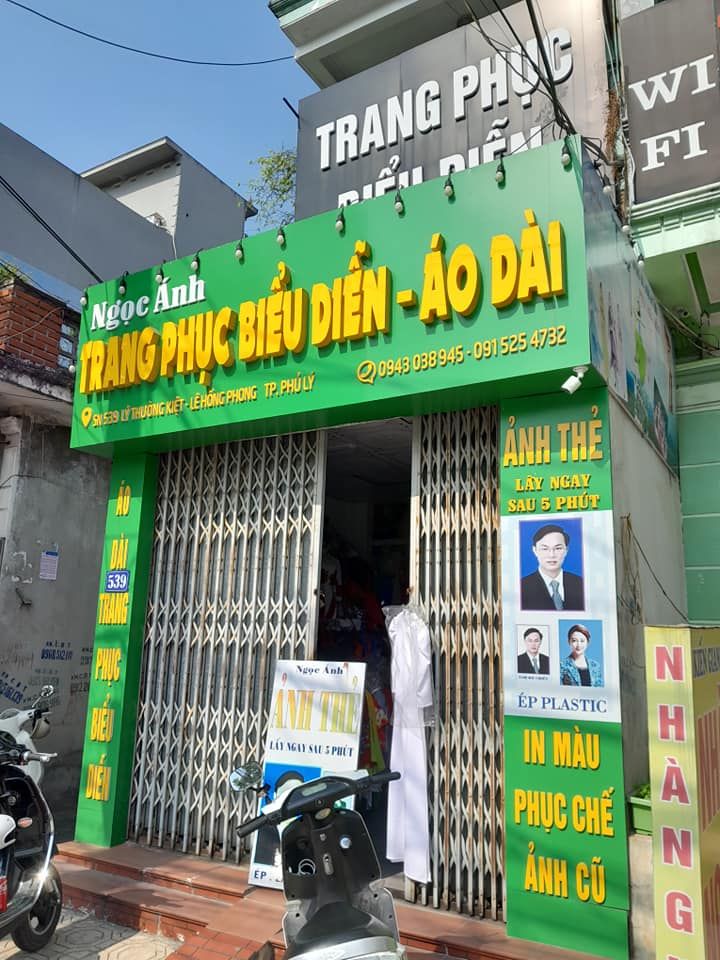 TRANG PHỤC
BIỂU DIỄN
WI
FI
Ngọc Ánh
TRANG PHỤC BIỂU DIỄN - ÁO DÀI
SN 539 LÝ THƯỜNG KIỆT - LÊ HỒNG PHONG TP. PHỦ LÝ
0943 038 945 - 091 525 4732
ÁO
DÀI
539
TRANG
PHỤC
BIỂU
DIỄN
ẢNH THẺ
LẤY NGAY
SAU 5 PHÚT
ÉP PLASTIC
IN MÀU
PHỤC CHẾ
ẢNH CŨ
Ngọc Ánh
ẢNH THẺ
LẤY NGAY SAU 5 PHÚT
ÉP
NHÀNG